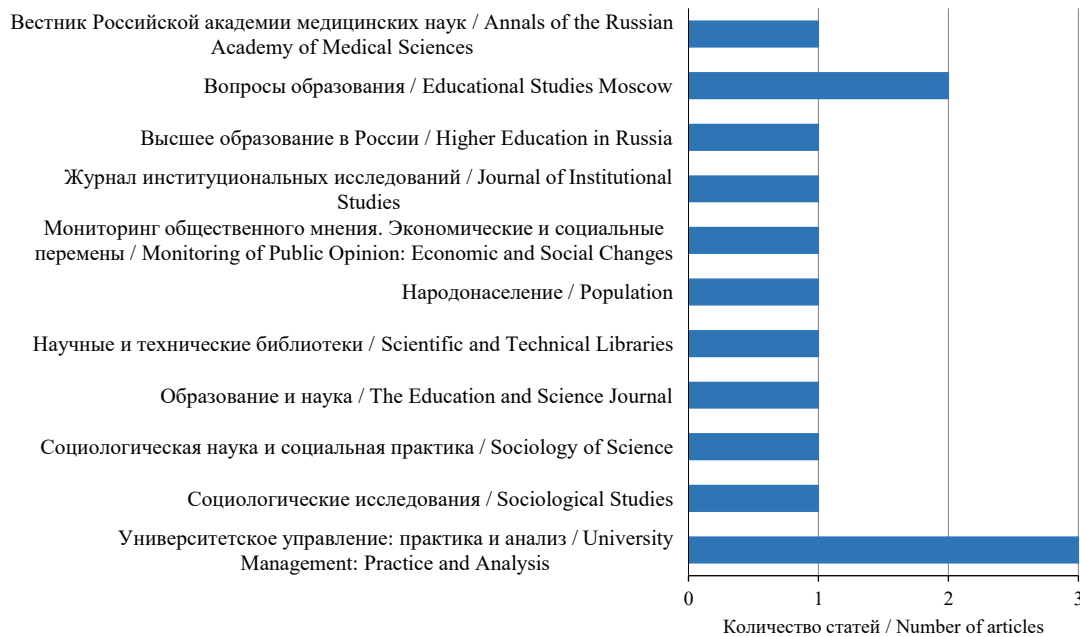 Вестник Российской академии медицинских наук / Annals of the Russian
Academy of Medical Sciences
Вопросы образования / Educational Studies Moscow
Высшее образование в России / Higher Education in Russia
Журнал институциональных исследований / Journal of Institutional
Studies
Мониторинг общественного мнения. Экономические и социальные
перемены / Monitoring of Public Opinion: Economic and Social Changes
Народонаселение / Population
Научные и технические библиотеки / Scientific and Technical Libraries
Образование и наука / The Education and Science Journal
Социологическая наука и социальная практика / Sociology of Science
Социологические исследования / Sociological Studies
Университетское управление: практика и анализ / University
Management: Practice and Analysis
0 1 2 3
Количество статей / Number of articles